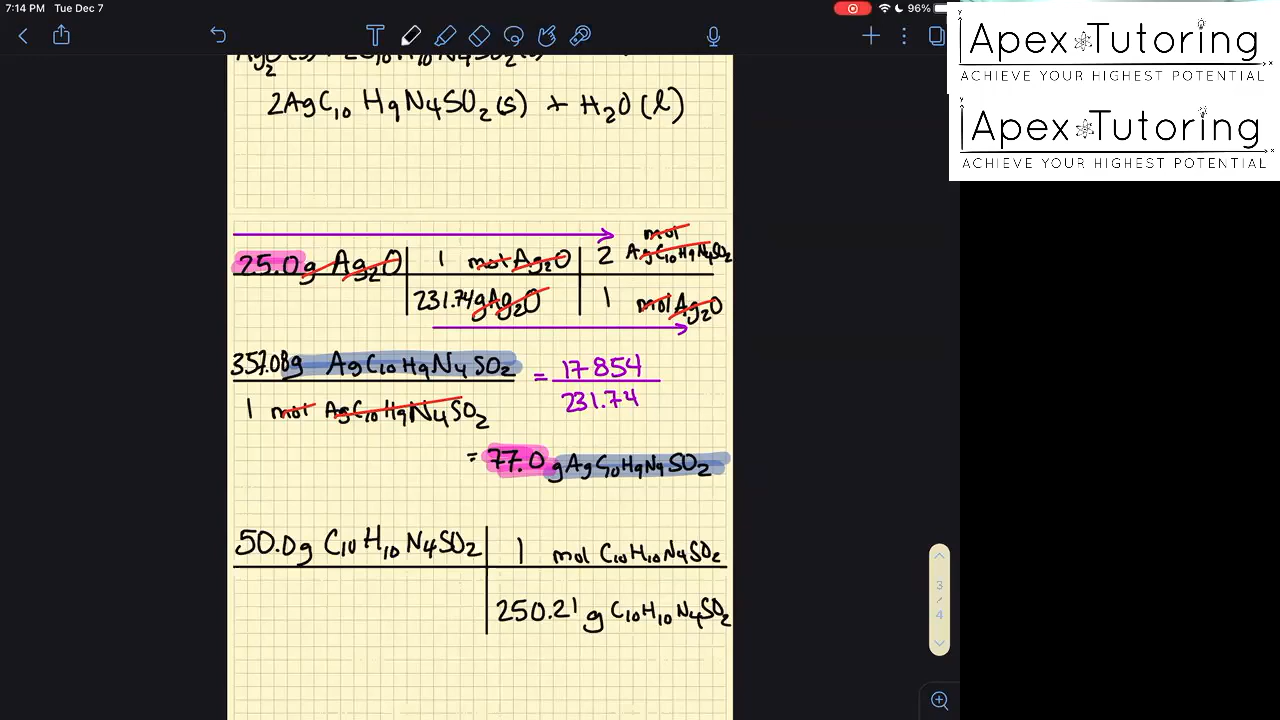 7:14 PM Tue Dec 7
96%
Apex Tutoring
ACHIEVE YOUR HIGHEST POTENTIAL
Apex Tutoring
ACHIEVE YOUR HIGHEST POTENTIAL
2AgC10H9N4SO2(s) + H2O(l)
25.0g Ag2O | 1 mol Ag2O | 2 mol AgC10H9N4SO2
231.74g Ag2O | 1 mol Ag2O
357.08g AgC10H9N4SO2 = 17854
1 mol AgC10H9N4SO2 231.74
= 77.0 g AgC10H9N4SO2
50.0g C10H10N4SO2 | 1 mol C10H10N4SO2
250.21 g C10H10N4SO2
3
4